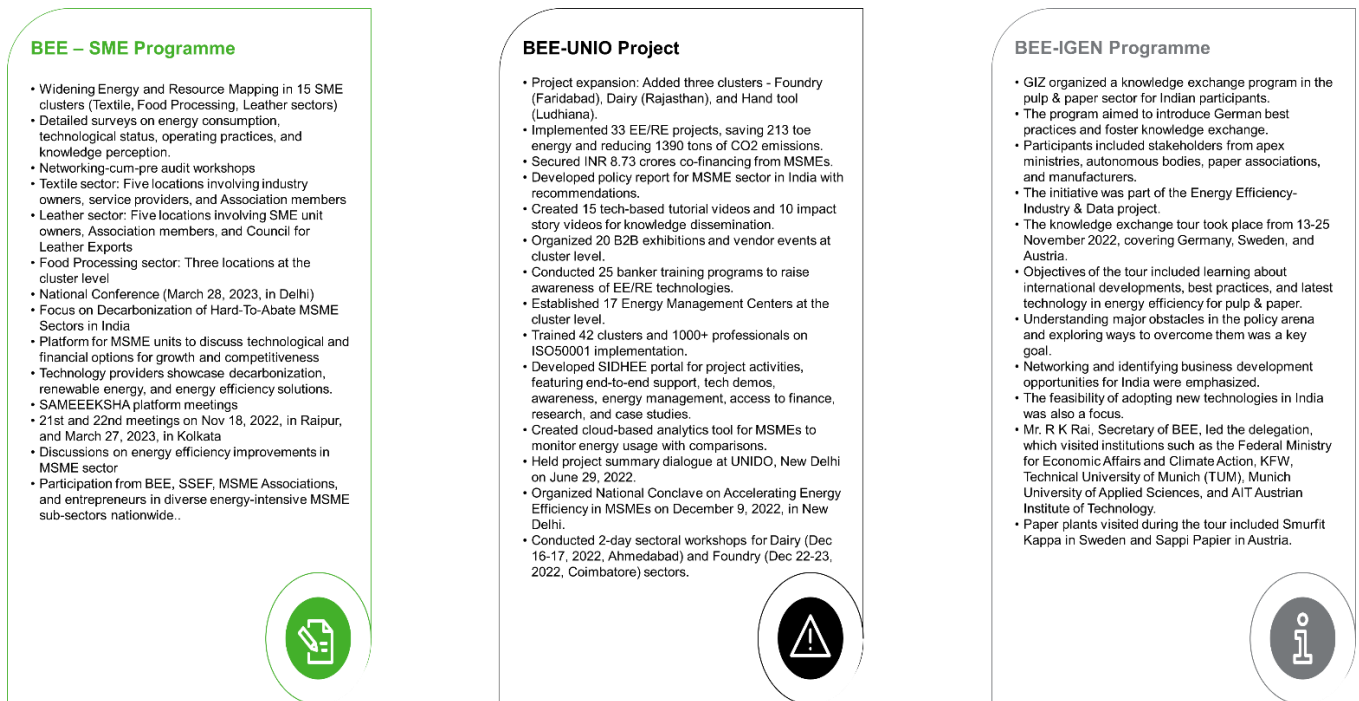 BEE – SME Programme
• Widening Energy and Resource Mapping in 15 SME
clusters (Textile, Food Processing, Leather sectors)
• Detailed surveys on energy consumption,
technological status, operating practices, and
knowledge perception.
• Networking-cum-pre audit workshops
• Textile sector: Five locations involving industry
owners, service providers, and Association members
• Leather sector: Five locations involving SME unit
owners, Association members, and Council for
Leather Exports
• Food Processing sector: Three locations at the
cluster level
• National Conference (March 28, 2023, in Delhi)
• Focus on Decarbonization of Hard-To-Abate MSME
Sectors in India
• Platform for MSME units to discuss technological and
financial options for growth and competitiveness
• Technology providers showcase decarbonization,
renewable energy, and energy efficiency solutions.
• SAMEEEKSHA platform meetings
• 21st and 22nd meetings on Nov 18, 2022, in Raipur,
and March 27, 2023, in Kolkata
• Discussions on energy efficiency improvements in
MSME sector
• Participation from BEE, SSEF, MSME Associations,
and entrepreneurs in diverse energy-intensive MSME
sub-sectors nationwide..
BEE-UNIO Project
• Project expansion: Added three clusters - Foundry
(Faridabad), Dairy (Rajasthan), and Hand tool
(Ludhiana).
• Implemented 33 EE/RE projects, saving 213 toe
energy and reducing 1390 tons of CO2 emissions.
• Secured INR 8.73 crores co-financing from MSMEs.
• Developed policy report for MSME sector in India with
recommendations.
• Created 15 tech-based tutorial videos and 10 impact
story videos for knowledge dissemination.
• Organized 20 B2B exhibitions and vendor events at
cluster level.
• Conducted 25 banker training programs to raise
awareness of EE/RE technologies.
• Established 17 Energy Management Centers at the
cluster level.
• Trained 42 clusters and 1000+ professionals on
ISO50001 implementation.
• Developed SIDHEE portal for project activities,
featuring end-to-end support, tech demos,
awareness, energy management, access to finance,
research, and case studies.
• Created cloud-based analytics tool for MSMEs to
monitor energy usage with comparisons.
• Held project summary dialogue at UNIDO, New Delhi
on June 29, 2022.
• Organized National Conclave on Accelerating Energy
Efficiency in MSMEs on December 9, 2022, in New
Delhi.
• Conducted 2-day sectoral workshops for Dairy (Dec
16-17, 2022, Ahmedabad) and Foundry (Dec 22-23,
2022, Coimbatore) sectors.
BEE-IGEN Programme
• GIZ organized a knowledge exchange program in the
pulp & paper sector for Indian participants.
• The program aimed to introduce German best
practices and foster knowledge exchange.
• Participants included stakeholders from apex
ministries, autonomous bodies, paper associations,
and manufacturers.
• The initiative was part of the Energy Efficiency-
Industry & Data project.
• The knowledge exchange tour took place from 13-25
November 2022, covering Germany, Sweden, and
Austria.
• Objectives of the tour included learning about
international developments, best practices, and latest
technology in energy efficiency for pulp & paper.
• Understanding major obstacles in the policy arena
and exploring ways to overcome them was a key
goal.
• Networking and identifying business development
opportunities for India were emphasized.
• The feasibility of adopting new technologies in India
was also a focus.
• Mr. R K Rai, Secretary of BEE, led the delegation,
which visited institutions such as the Federal Ministry
for Economic Affairs and Climate Action, KFW,
Technical University of Munich (TUM), Munich
University of Applied Sciences, and AIT Austrian
Institute of Technology.
• Paper plants visited during the tour included Smurfit
Kappa in Sweden and Sappi Papier in Austria.